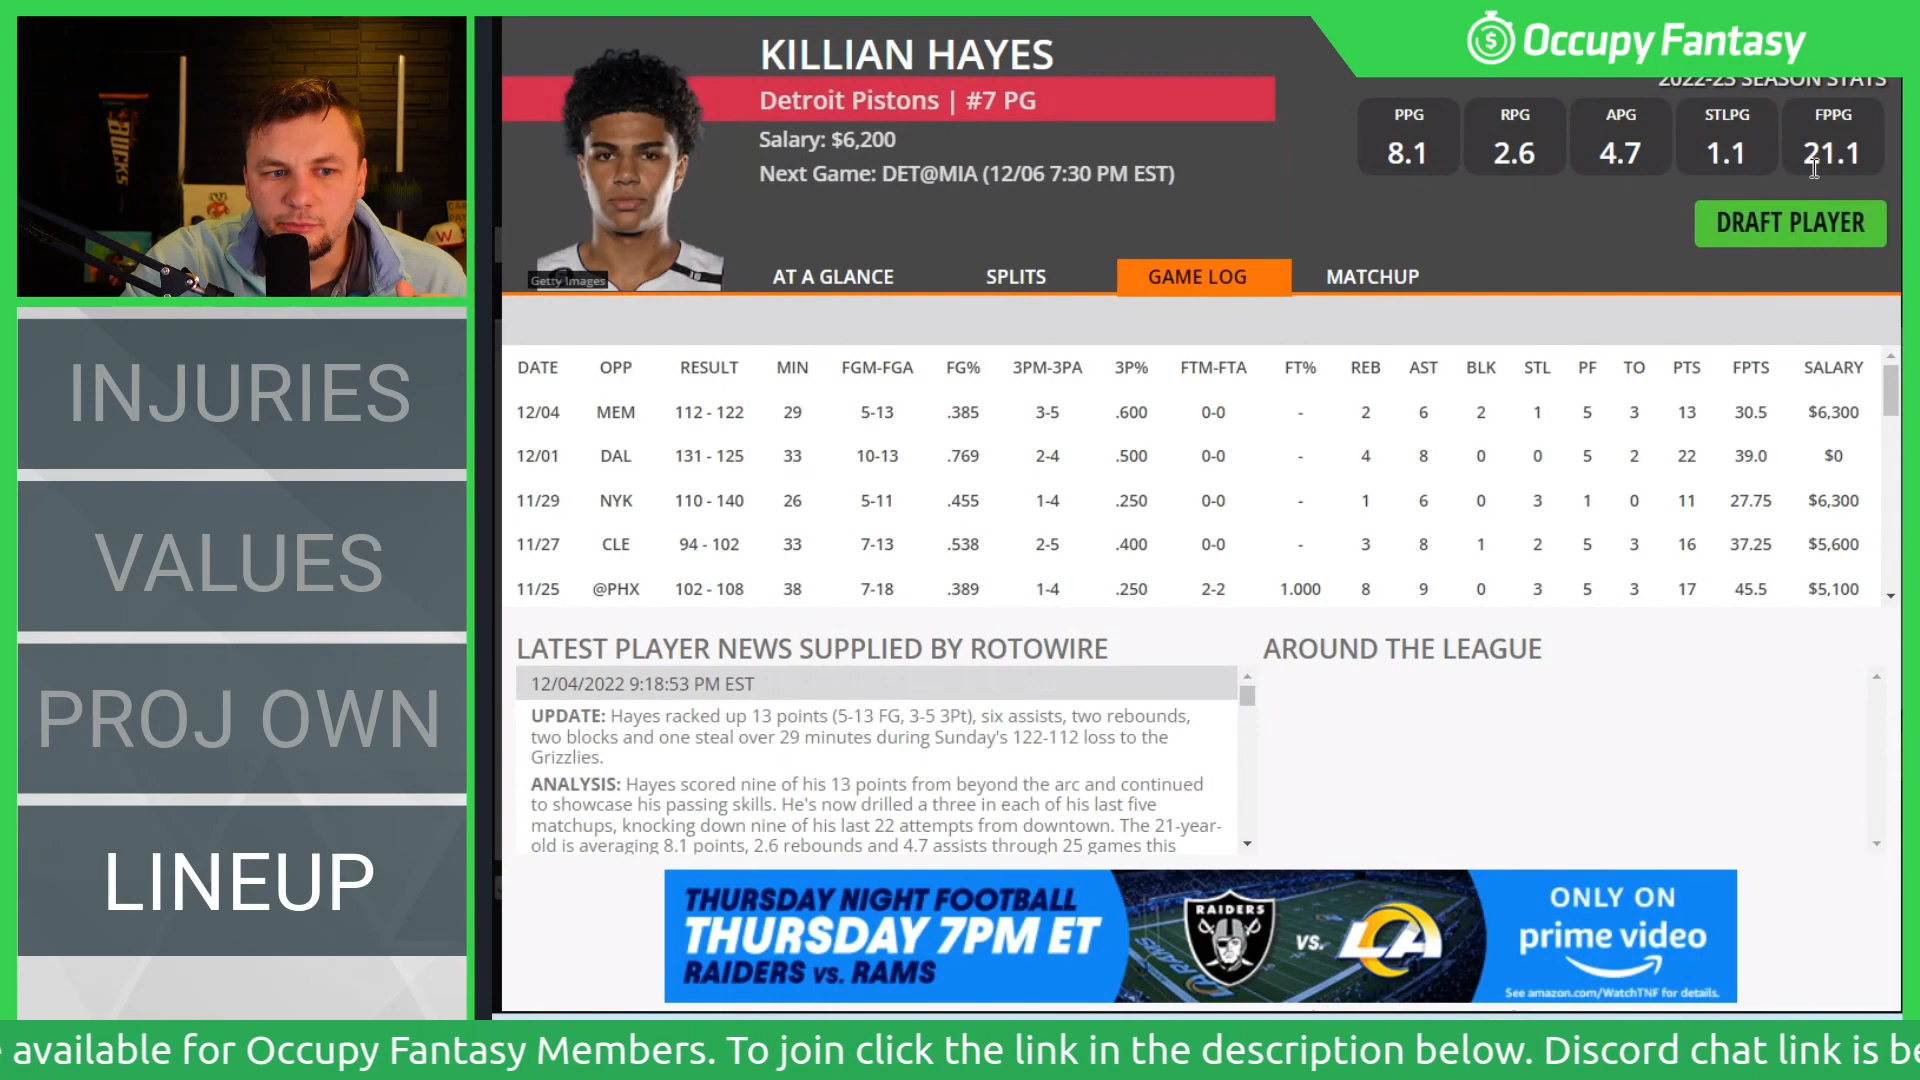 Occupy Fantasy
KILLIAN HAYES
Detroit Pistons | #7 PG
Salary: $6,200
Next Game: DET@MIA (12/06 7:30 PM EST)
2022-23 SEASON STATS
PPG RPG APG STLPG FPPG
8.1 2.6 4.7 1.1 21.1
DRAFT PLAYER
BUCKS
W
Getty Images
AT A GLANCE SPLITS GAME LOG MATCHUP
DATE OPP RESULT MIN FGM-FGA FG% 3PM-3PA 3P% FTM-FTA FT% REB AST BLK STL PF TO PTS FPTS SALARY
12/04 MEM 112 - 122 29 5-13 .385 3-5 .600 0-0 - 2 6 2 1 5 3 13 30.5 $6,300
12/01 DAL 131 - 125 33 10-13 .769 2-4 .500 0-0 - 4 8 0 0 5 2 22 39.0 $0
11/29 NYK 110 - 140 26 5-11 .455 1-4 .250 0-0 - 1 6 0 3 1 0 11 27.75 $6,300
11/27 CLE 94 - 102 33 7-13 .538 2-5 .400 0-0 - 3 8 1 2 5 3 16 37.25 $5,600
11/25 @PHX 102 - 108 38 7-18 .389 1-4 .250 2-2 1.000 8 9 0 3 5 3 17 45.5 $5,100
INJURIES
VALUES
PROJ OWN
LINEUP
LATEST PLAYER NEWS SUPPLIED BY ROTOWIRE
12/04/2022 9:18:53 PM EST
UPDATE: Hayes racked up 13 points (5-13 FG, 3-5 3Pt), six assists, two rebounds,
two blocks and one steal over 29 minutes during Sunday's 122-112 loss to the
Grizzlies.
ANALYSIS: Hayes scored nine of his 13 points from beyond the arc and continued
to showcase his passing skills. He's now drilled a three in each of his last five
matchups, knocking down nine of his last 22 attempts from downtown. The 21-year-
old is averaging 8.1 points, 2.6 rebounds and 4.7 assists through 25 games this
AROUND THE LEAGUE
THURSDAY NIGHT FOOTBALL
THURSDAY 7PM ET
RAIDERS vs. RAMS
RAIDERS
vs.
LA
ONLY ON
prime video
See amazon.com/WatchTNF for details.
available for Occupy Fantasy Members. To join click the link in the description below. Discord chat link is be